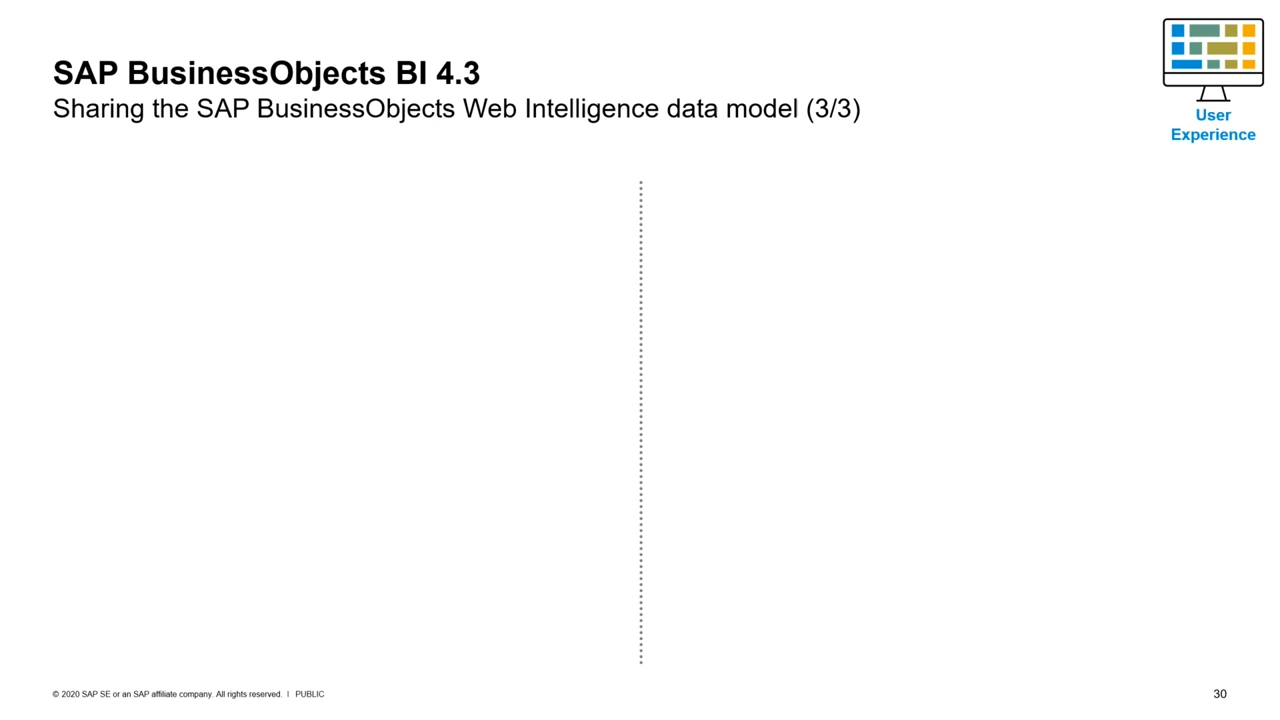 SAP BusinessObjects BI 4.3
Sharing the SAP BusinessObjects Web Intelligence data model (3/3)
User
Experience
© 2020 SAP SE or an SAP affiliate company. All rights reserved. I PUBLIC
30